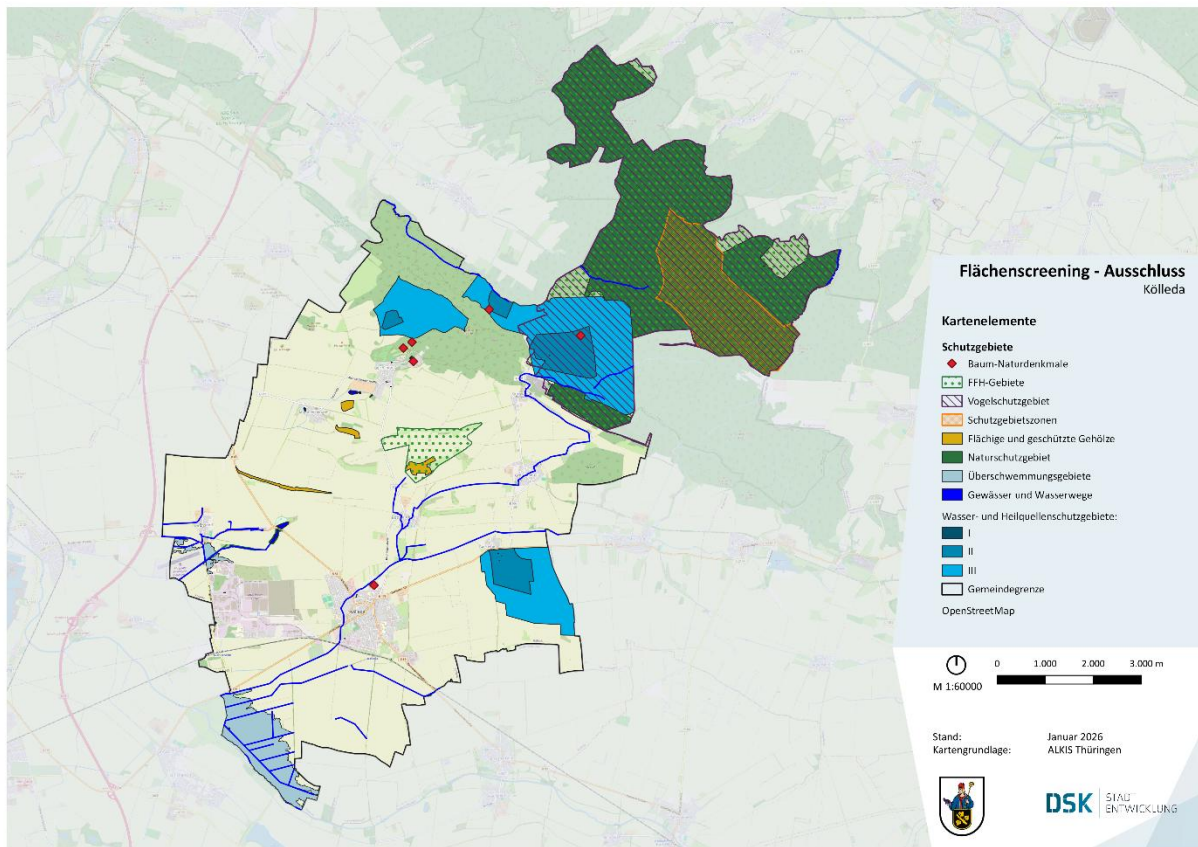 Flächenscreening - Ausschluss
Kölleda
Kartenelemente
Schutzgebiete
Baum-Naturdenkmale
FFH-Gebiete
Vogelschutzgebiet
Schutzgebietszonen
Flächige und geschützte Gehölze
Naturschutzgebiet
Überschwemmungsgebiete
Gewässer und Wasserwege
Wasser- und Heilquellenschutzgebiete:
I
II
III
Gemeindegrenze
OpenStreetMap
M 1:60000
0 1.000 2.000 3.000 m
Stand: Januar 2026
Kartengrundlage: ALKIS Thüringen
DSK STADT
ENTWICKLUNG